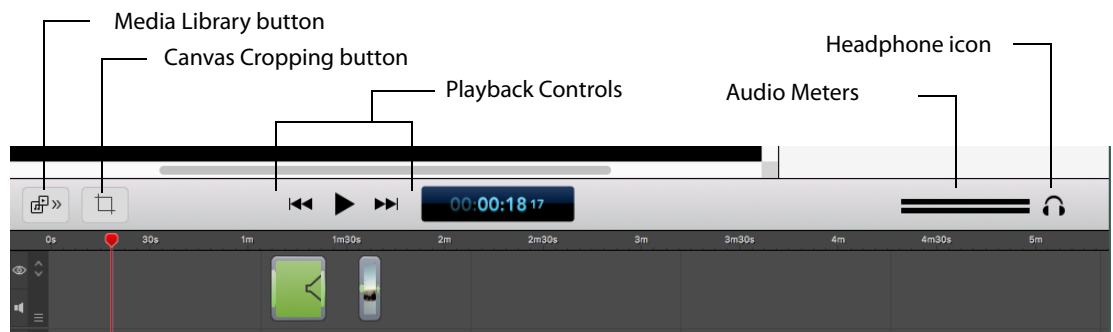 Media Library button
Canvas Cropping button
Playback Controls
Audio Meters
Headphone icon
00:00:18 17
0s 30s 1m 1m30s 2m 2m30s 3m 3m30s 4m 4m30s 5m